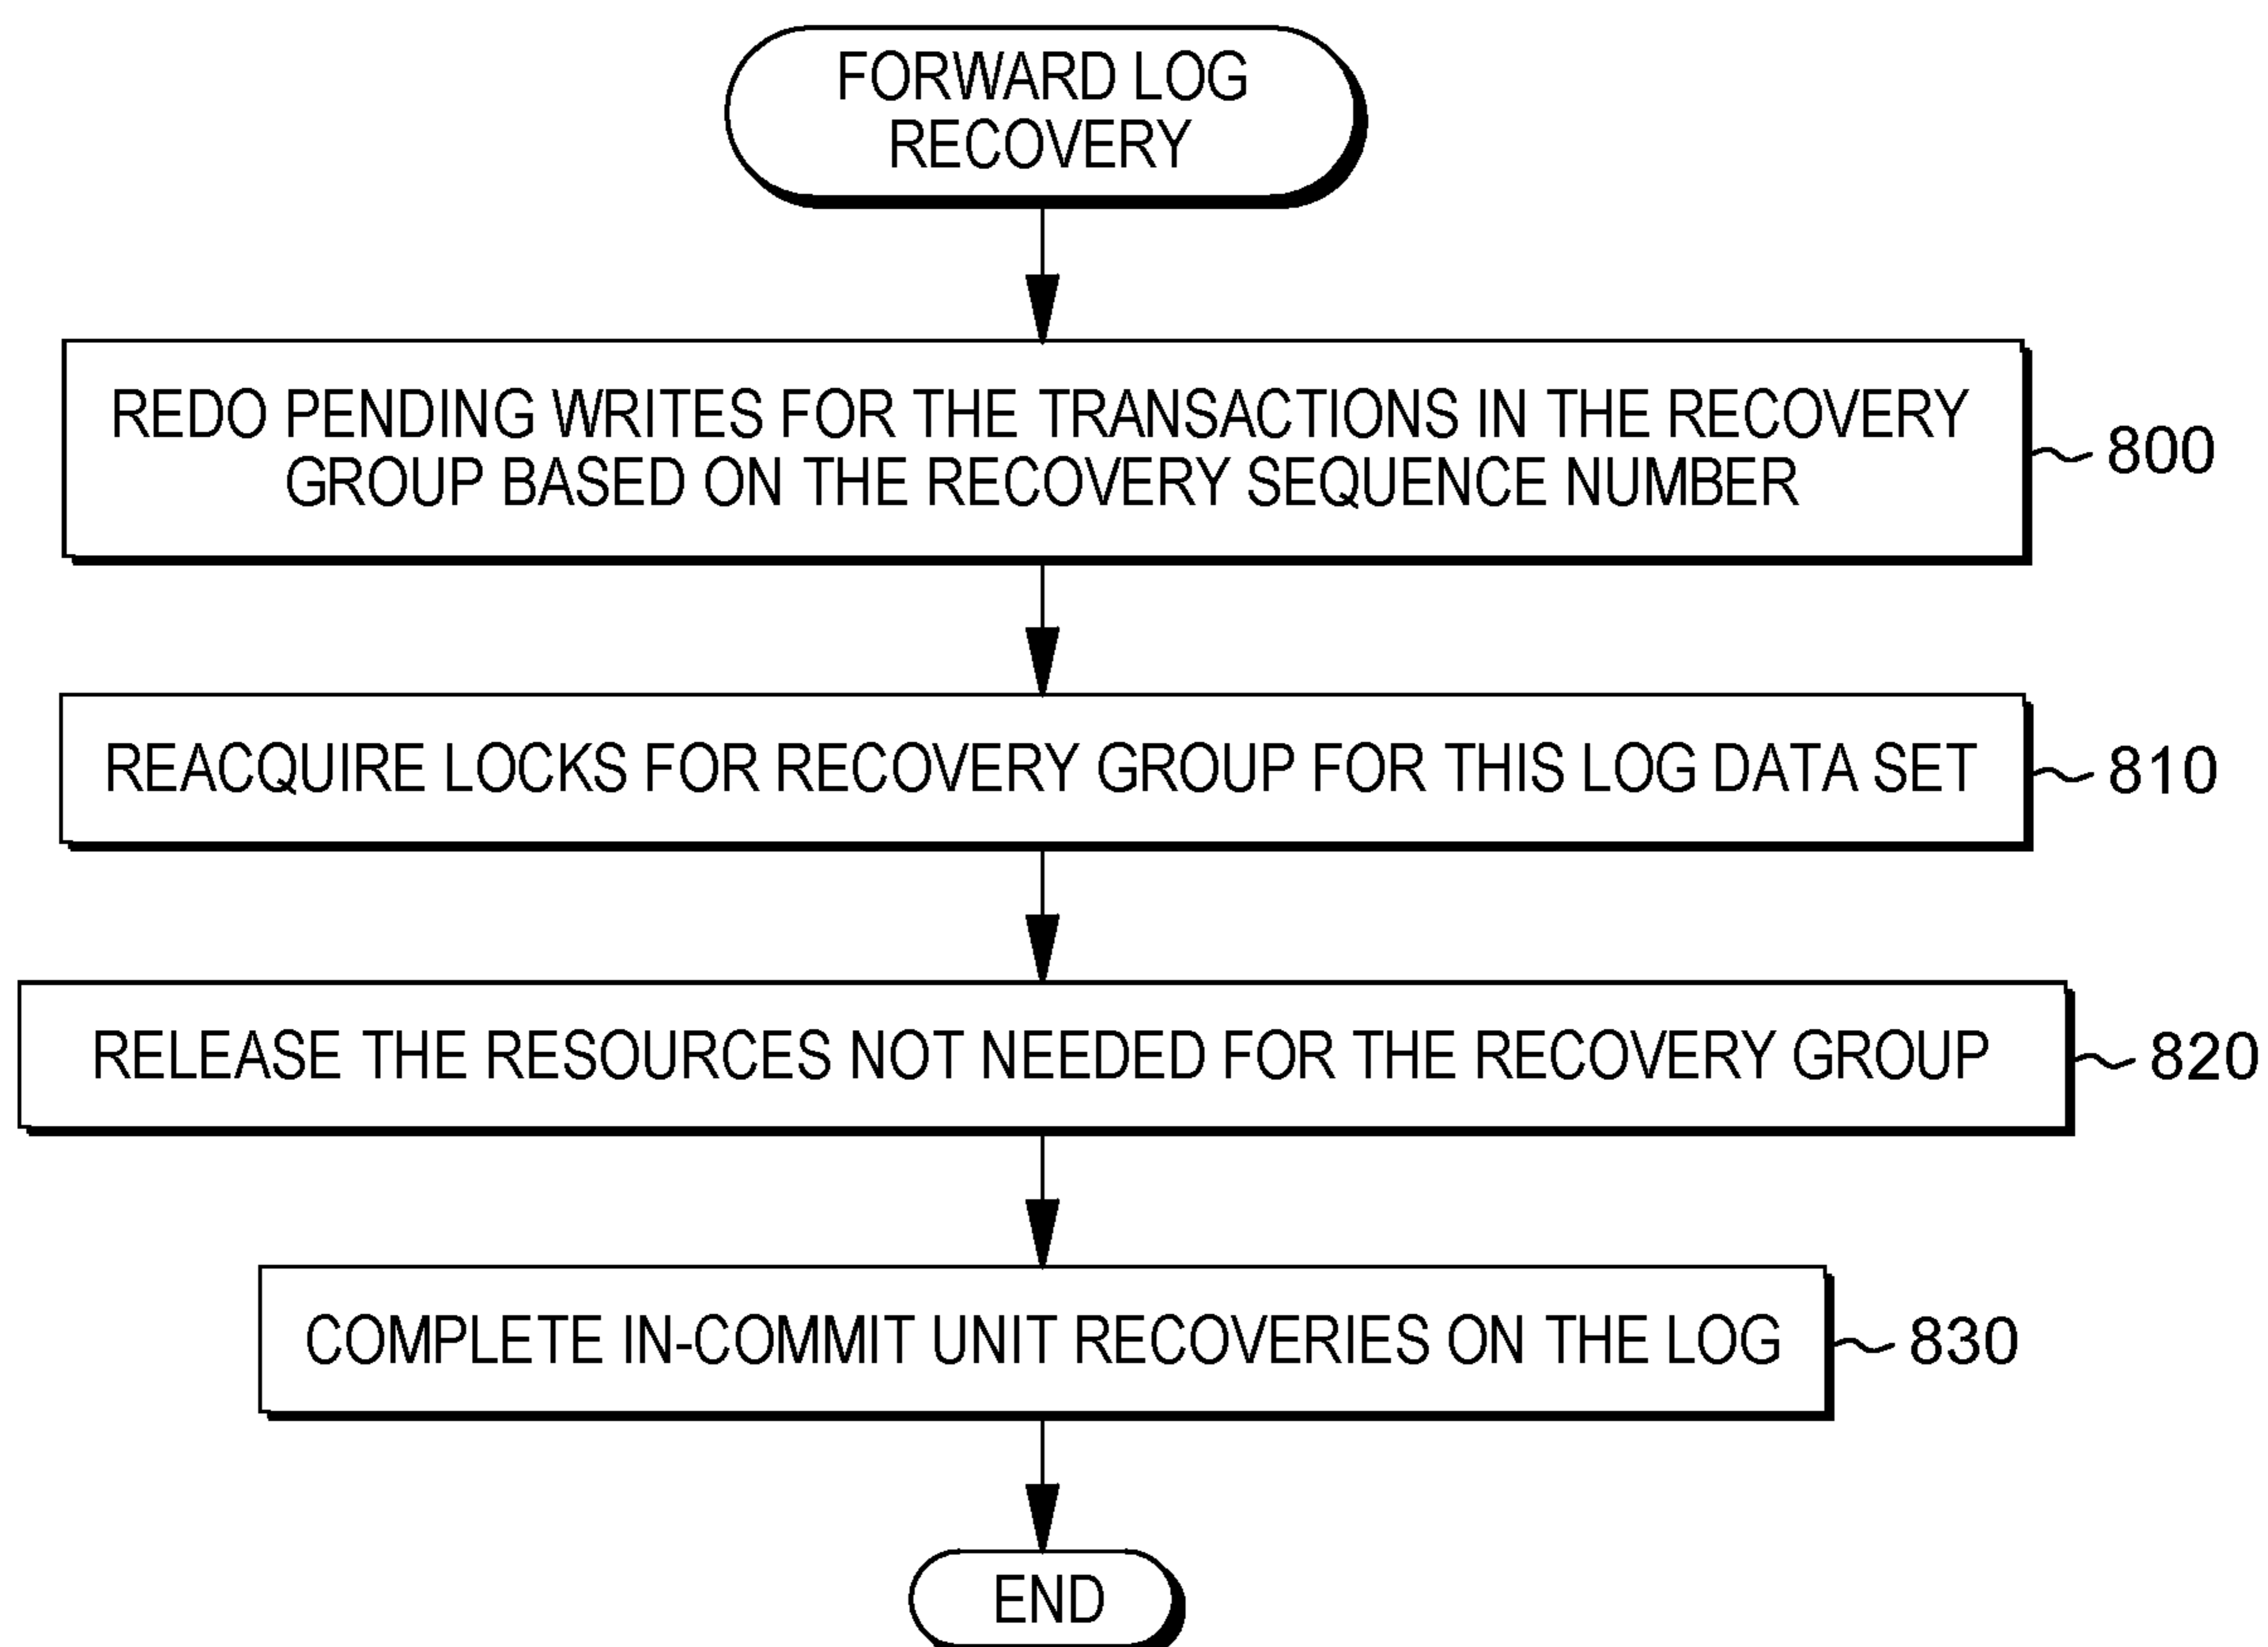 FORWARD LOG
RECOVERY
REDO PENDING WRITES FOR THE TRANSACTIONS IN THE RECOVERY
GROUP BASED ON THE RECOVERY SEQUENCE NUMBER
800
REACQUIRE LOCKS FOR RECOVERY GROUP FOR THIS LOG DATA SET
810
RELEASE THE RESOURCES NOT NEEDED FOR THE RECOVERY GROUP
820
COMPLETE IN-COMMIT UNIT RECOVERIES ON THE LOG
830
END